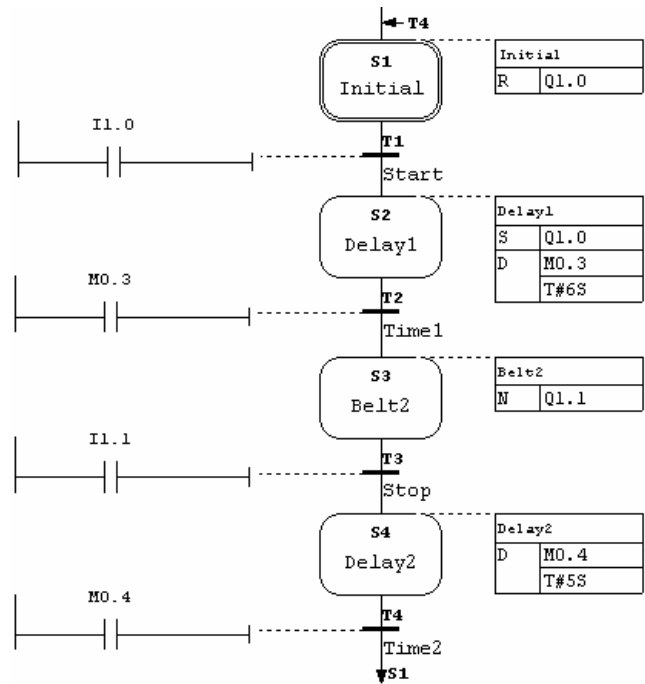 T4
S1
Initial
Initial
R Q1.0
I1.0
T1
Start
S2
Delay1
Delay1
S Q1.0
D M0.3
T#6S
M0.3
T2
Time1
S3
Belt2
Belt2
N Q1.1
I1.1
T3
Stop
S4
Delay2
Delay2
D M0.4
T#5S
M0.4
T4
Time2
S1